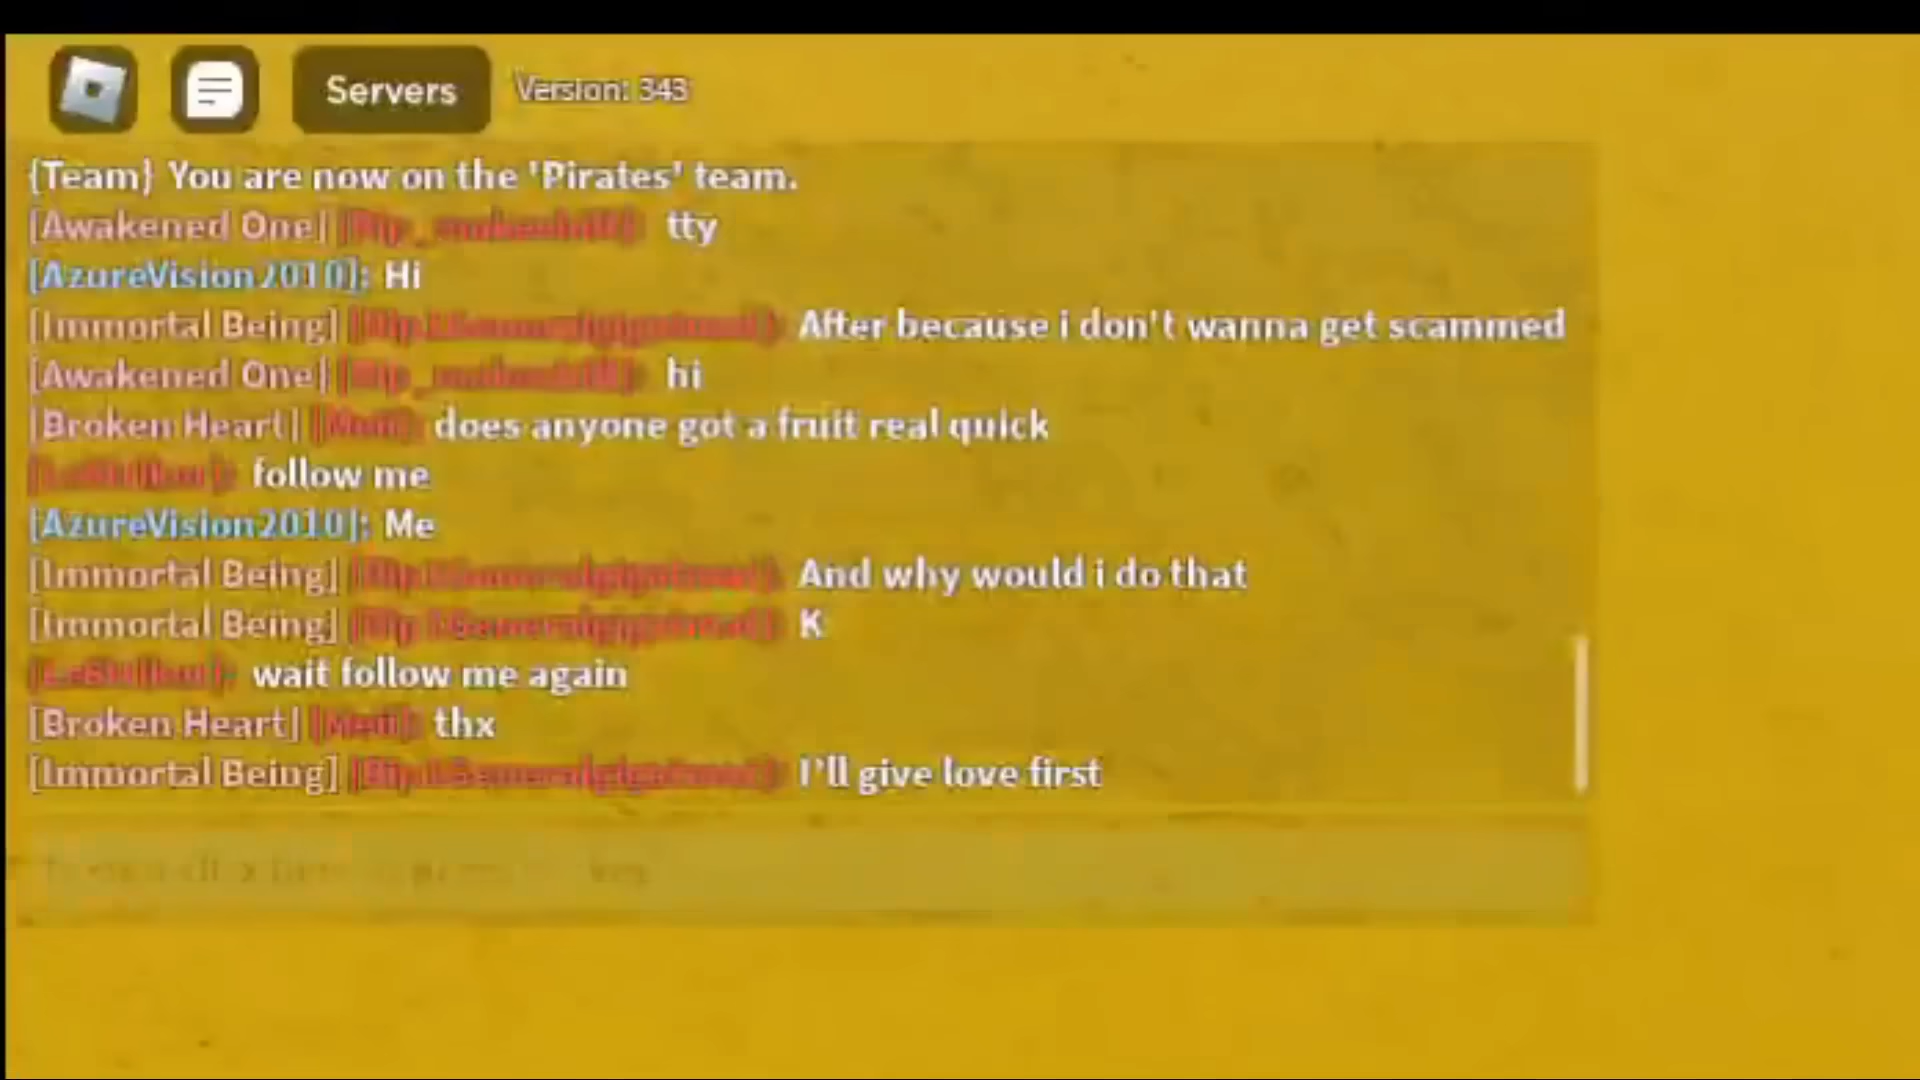 Servers Version: 343
{Team} You are now on the 'Pirates' team.
[Awakened One] tty
[AzureVision2010]: Hi
[Immortal Being] After because i don't wanna get scammed
[Awakened One] hi
[Broken Heart] does anyone got a fruit real quick
follow me
[AzureVision2010]: Me
[Immortal Being] And why would i do that
[Immortal Being] K
wait follow me again
[Broken Heart] thx
[Immortal Being] I'll give love first